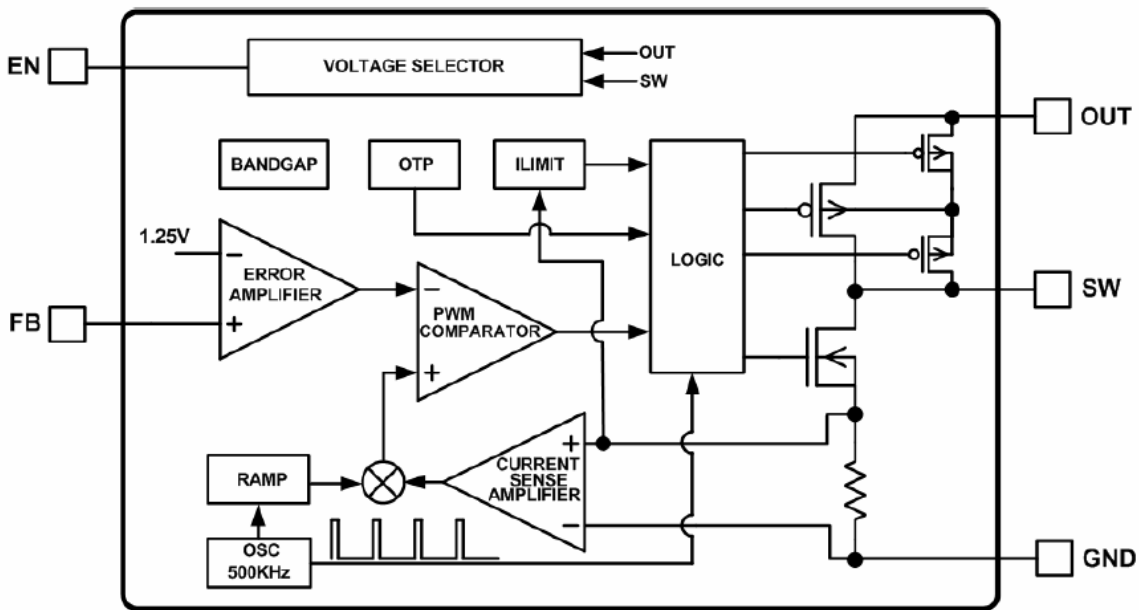 EN
VOLTAGE SELECTOR
OUT
SW
OUT
BANDGAP
OTP
ILIMIT
1.25V
−
ERROR
AMPLIFIER
+
FB
−
PWM
COMPARATOR
+
LOGIC
SW
RAMP
OSC
500KHz
+
CURRENT
SENSE
AMPLIFIER
−
GND